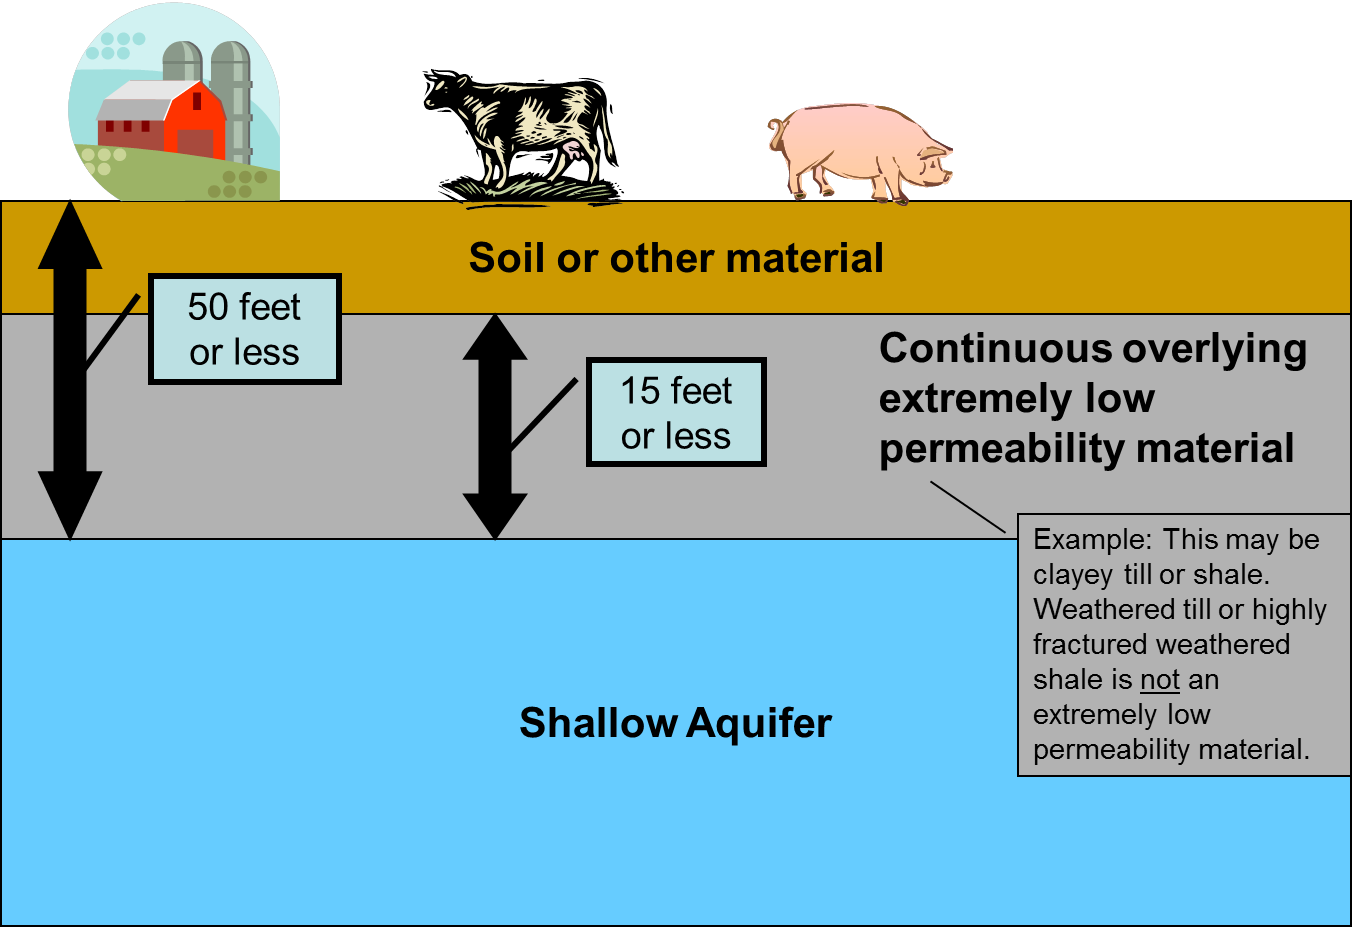 Soil or other material
50 feet
or less
15 feet
or less
Continuous overlying
extremely low
permeability material
Example: This may be
clayey till or shale.
Weathered till or highly
fractured weathered
shale is not an
extremely low
permeability material.
Shallow Aquifer